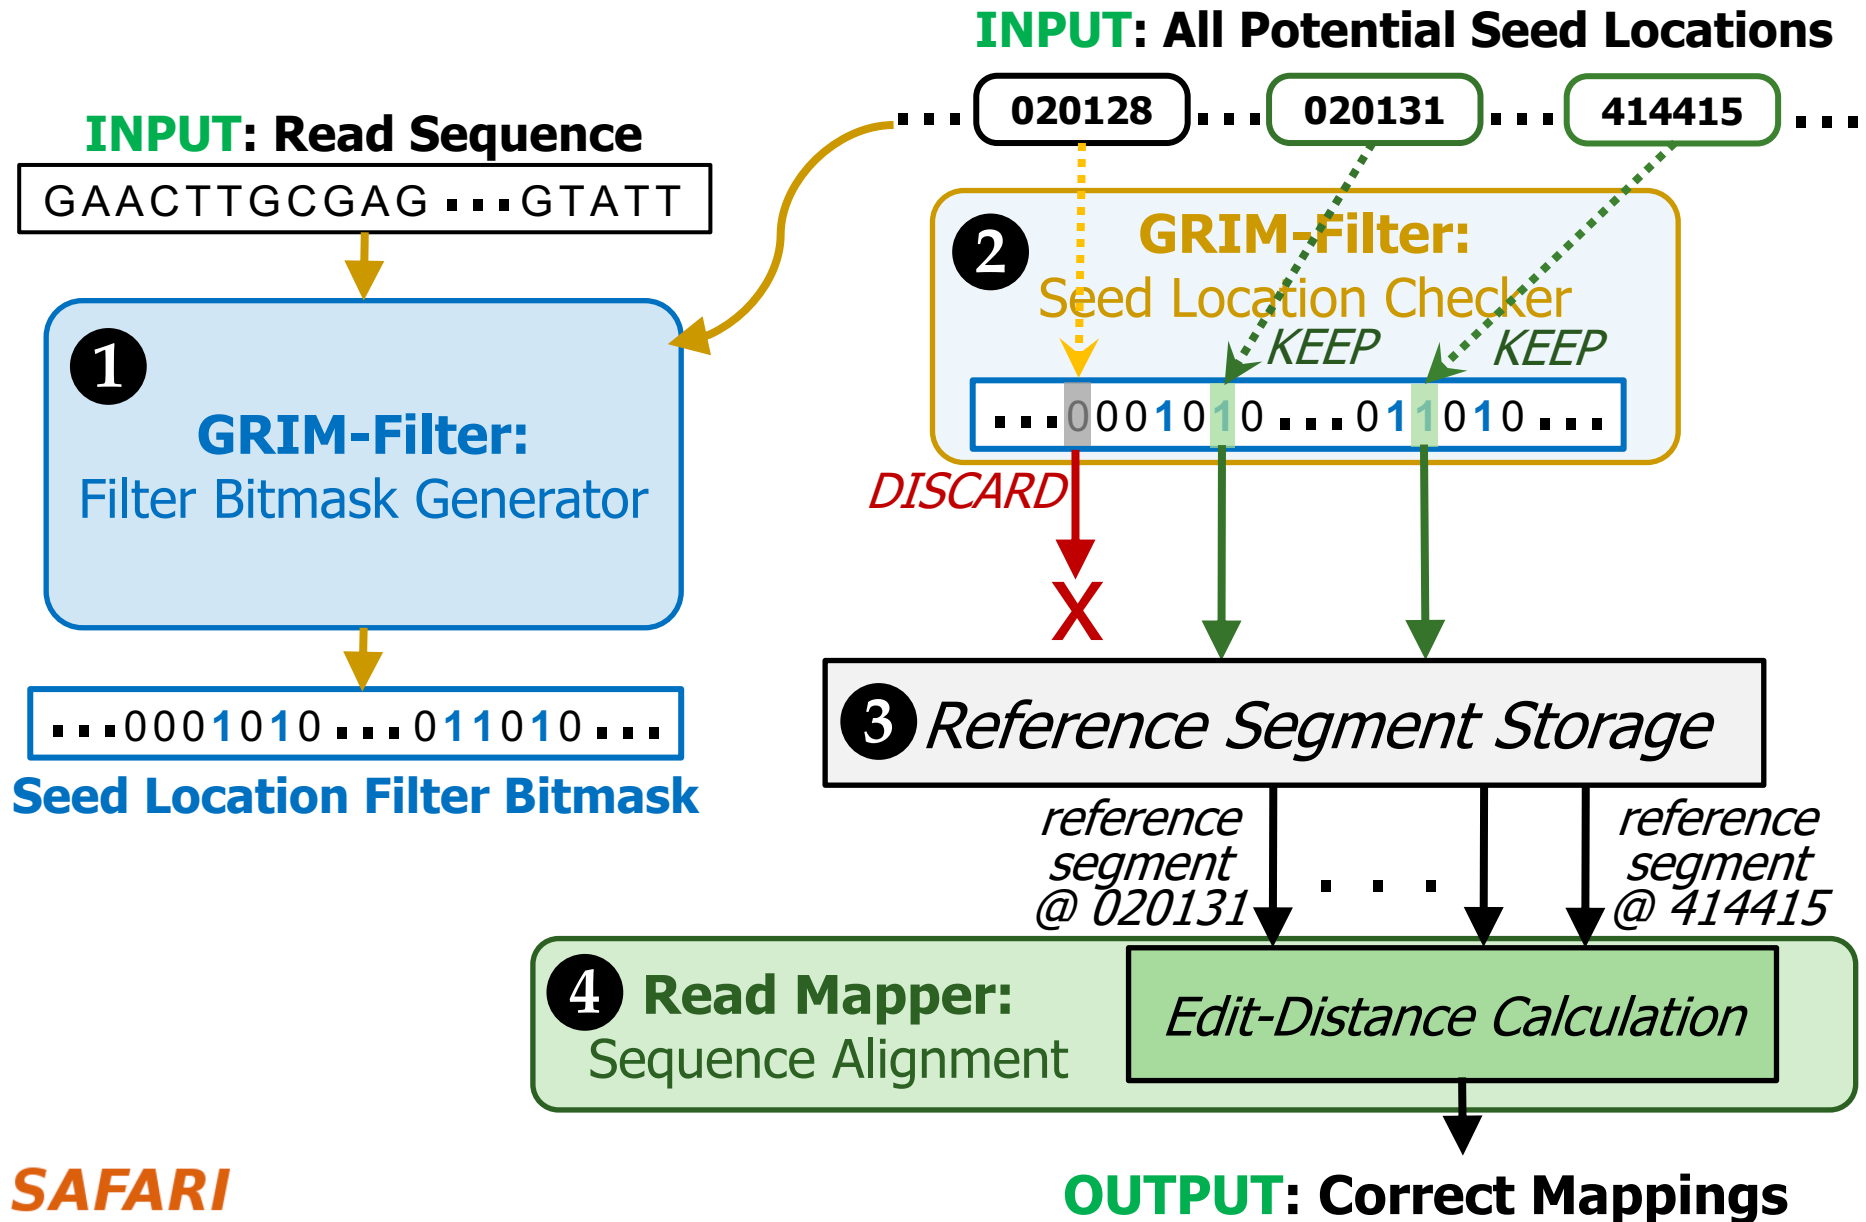 INPUT: All Potential Seed Locations
... 020128 ... 020131 ... 414415 ...
INPUT: Read Sequence
GAACTTGCGAG ...GTATT
1
GRIM-Filter:
Filter Bitmask Generator
...0001010 ... 011010 ...
Seed Location Filter Bitmask
2
GRIM-Filter:
Seed Location Checker
KEEP
KEEP
...0001010 ... 011010 ...
DISCARD
X
3 Reference Segment Storage
reference
segment
@ 020131
. . .
reference
segment
@ 414415
4
Read Mapper:
Sequence Alignment
Edit-Distance Calculation
OUTPUT: Correct Mappings
SAFARI